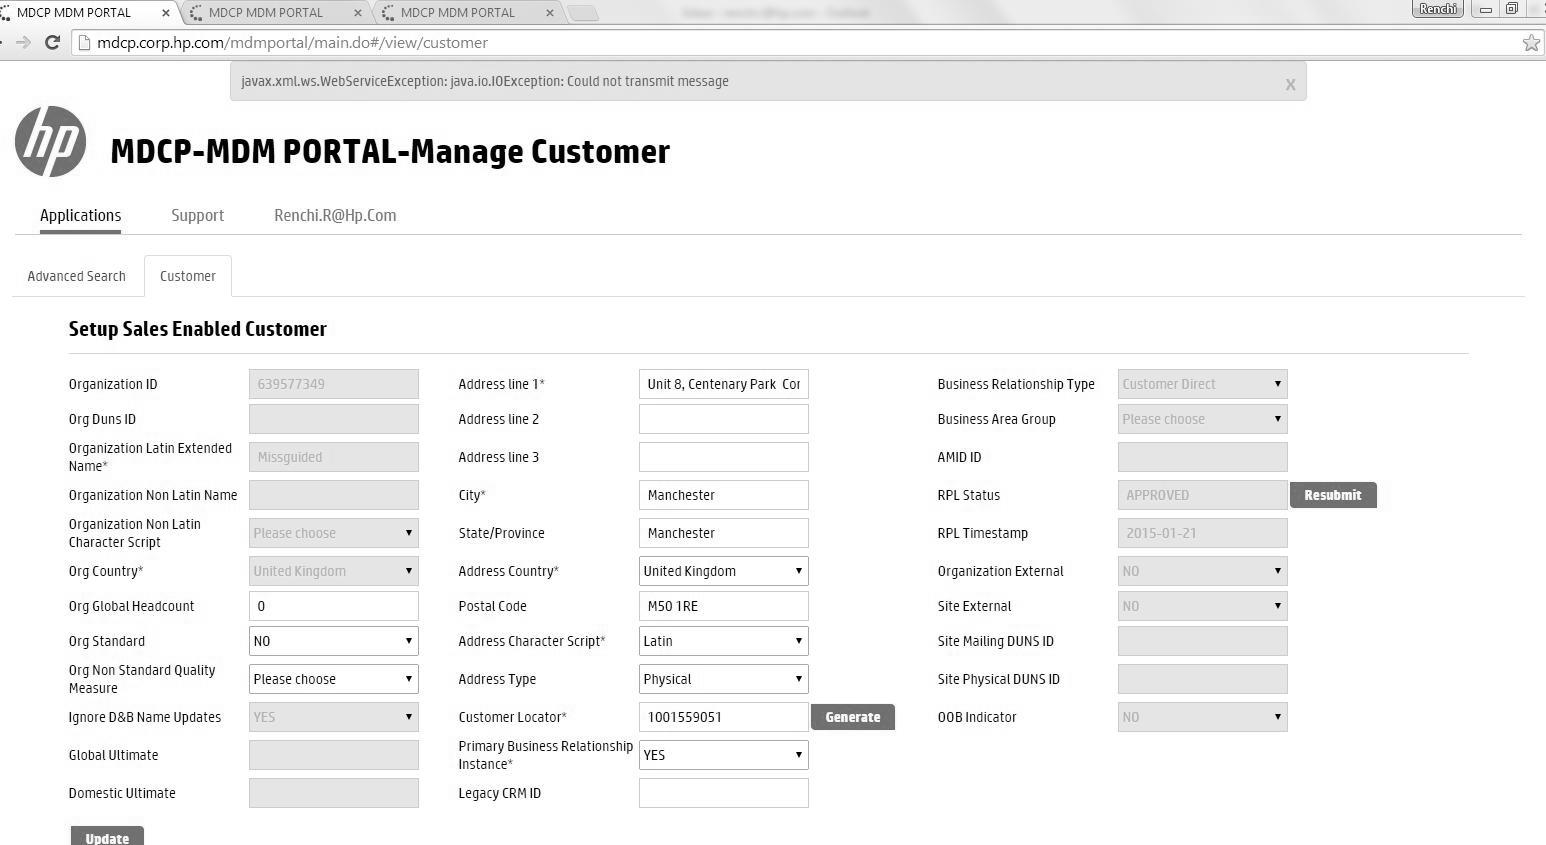 MDCP MDM PORTAL MDCP MDM PORTAL MDCP MDM PORTAL Renchi
mdcp.corp.hp.com/mdmportal/main.do#/view/customer
javax.xml.ws.WebServiceException: java.io.IOException: Could not transmit message X
hp
MDCP-MDM PORTAL-Manage Customer
Applications Support Renchi.R@Hp.Com
Advanced Search Customer
Setup Sales Enabled Customer
Organization ID 639577349 Address line 1* Unit 8, Centenary Park Cor Business Relationship Type Customer Direct
Org Duns ID Address line 2 Business Area Group Please choose
Organization Latin Extended
Name* Missguided Address line 3 AMID ID
Organization Non Latin Name City* Manchester RPL Status APPROVED Resubmit
Organization Non Latin
Character Script Please choose State/Province Manchester RPL Timestamp 2015-01-21
Org Country* United Kingdom Address Country* United Kingdom Organization External NO
Org Global Headcount 0 Postal Code M50 1RE Site External NO
Org Standard NO Address Character Script* Latin Site Mailing DUNS ID
Org Non Standard Quality
Measure Please choose Address Type Physical Site Physical DUNS ID
Ignore D&B Name Updates YES Customer Locator* 1001559051 Generate OOB Indicator NO
Global Ultimate Primary Business Relationship
Instance* YES
Domestic Ultimate Legacy CRM ID
Update